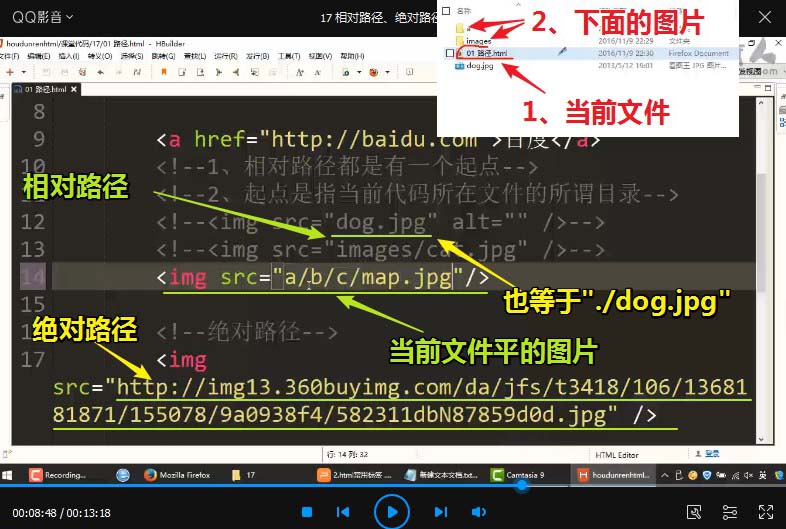 QQ影音
17 相对路径、绝对路径
名称
a
images
2016/11/9 22:29
文件夹
01 路径.html
2016/11/9 22:30
Firefox Document
dog.jpg
2013/5/12 19:01
2、下面的图片
1、当前文件
houdunrenhtml/课堂代码/17/01 路径.html - HBuilder
文件(F) 编辑(E) 插入(I) 转义(O) 选择(S) 跳转(G) 查找(L) 运行(R) 发行(B) 工具(T) 视图(V) 帮助(H)
01 路径.html
8
9 <a href="http://baidu.com">百度</a>
10 <!--1、相对路径都是有一个起点-->
相对路径
<!--2、起点是指当前代码所在文件的所谓目录-->
12 <!--<img src="dog.jpg" alt="" />-->
13 <!--<img src="images/cat.jpg" />-->
14 <img src="a/b/c/map.jpg"/>
15
也等于"./dog.jpg"
绝对路径
<!--绝对路径-->
当前文件平的图片
17 <img
src="http://img13.360buyimg.com/da/jfs/t3418/106/13681
81871/155078/9a0938f4/582311dbN87859d0d.jpg" />
行: 14 列: 32
HTML Editor
登录
Recording...
Mozilla Firefox
17
2.html常用标签 ...
新建文本文档.txt...
Camtasia 9
houdunrenhtml...
英
00:08:48 / 00:13:18